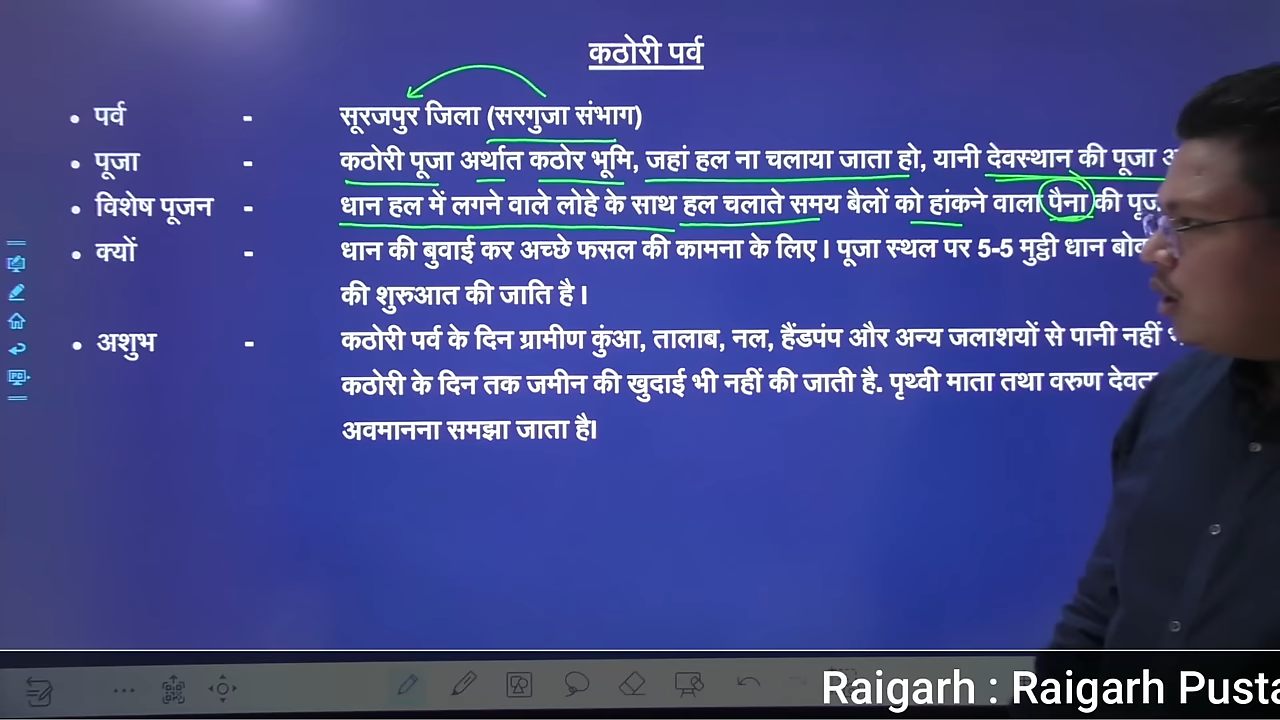 कठोरी पर्व
• पर्व - सूरजपुर जिला (सरगुजा संभाग)
• पूजा - कठोरी पूजा अर्थात कठोर भूमि, जहां हल ना चलाया जाता हो, यानी देवस्थान की पूजा
• विशेष पूजन - धान हल में लगने वाले लोहे के साथ हल चलाते समय बैलों को हांकने वाला पैना की
• क्यों - धान की बुवाई कर अच्छे फसल की कामना के लिए । पूजा स्थल पर 5-5 मुट्ठी धान
की शुरुआत की जाति है ।
• अशुभ - कठोरी पर्व के दिन ग्रामीण कुंआ, तालाब, नल, हैंडपंप और अन्य जलाशयों से पानी नहीं
कठोरी के दिन तक जमीन की खुदाई भी नहीं की जाती है. पृथ्वी माता तथा वरुण
अवमानना समझा जाता है।
Raigarh : Raigarh